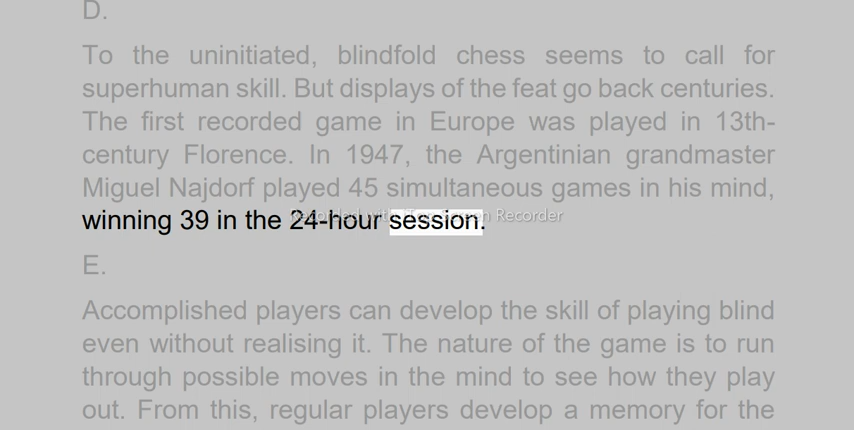 D.
To the uninitiated, blindfold chess seems to call for
superhuman skill. But displays of the feat go back centuries.
The first recorded game in Europe was played in 13th-
century Florence. In 1947, the Argentinian grandmaster
Miguel Najdorf played 45 simultaneous games in his mind,
winning 39 in the 24-hour session.
Recorded with iTop Screen Recorder
E.
Accomplished players can develop the skill of playing blind
even without realising it. The nature of the game is to run
through possible moves in the mind to see how they play
out. From this, regular players develop a memory for the